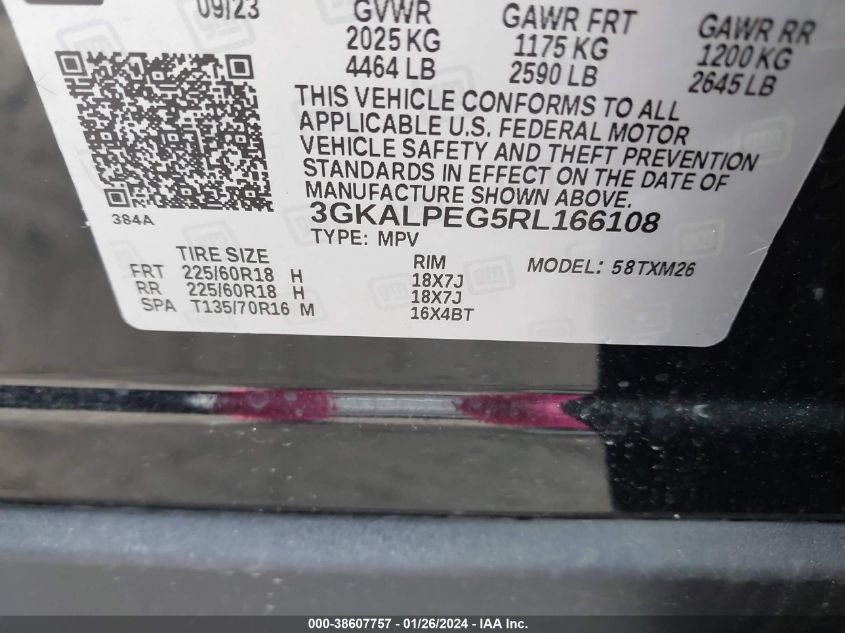 09/23 GVWR GAWR FRT GAWR RR
2025 KG 1175 KG 1200 KG
4464 LB 2590 LB 2645 LB
THIS VEHICLE CONFORMS TO ALL
APPLICABLE U.S. FEDERAL MOTOR
VEHICLE SAFETY AND THEFT PREVENTION
STANDARDS IN EFFECT ON THE DATE OF
MANUFACTURE SHOWN ABOVE.
384A 3GKALPEG5RL166108
TYPE: MPV
TIRE SIZE RIM MODEL: 58TXM26
FRT 225/60R18 H 18X7J
RR 225/60R18 H 18X7J
SPA T135/70R16 M 16X4BT
000-38607757 - 01/26/2024 - IAA Inc.